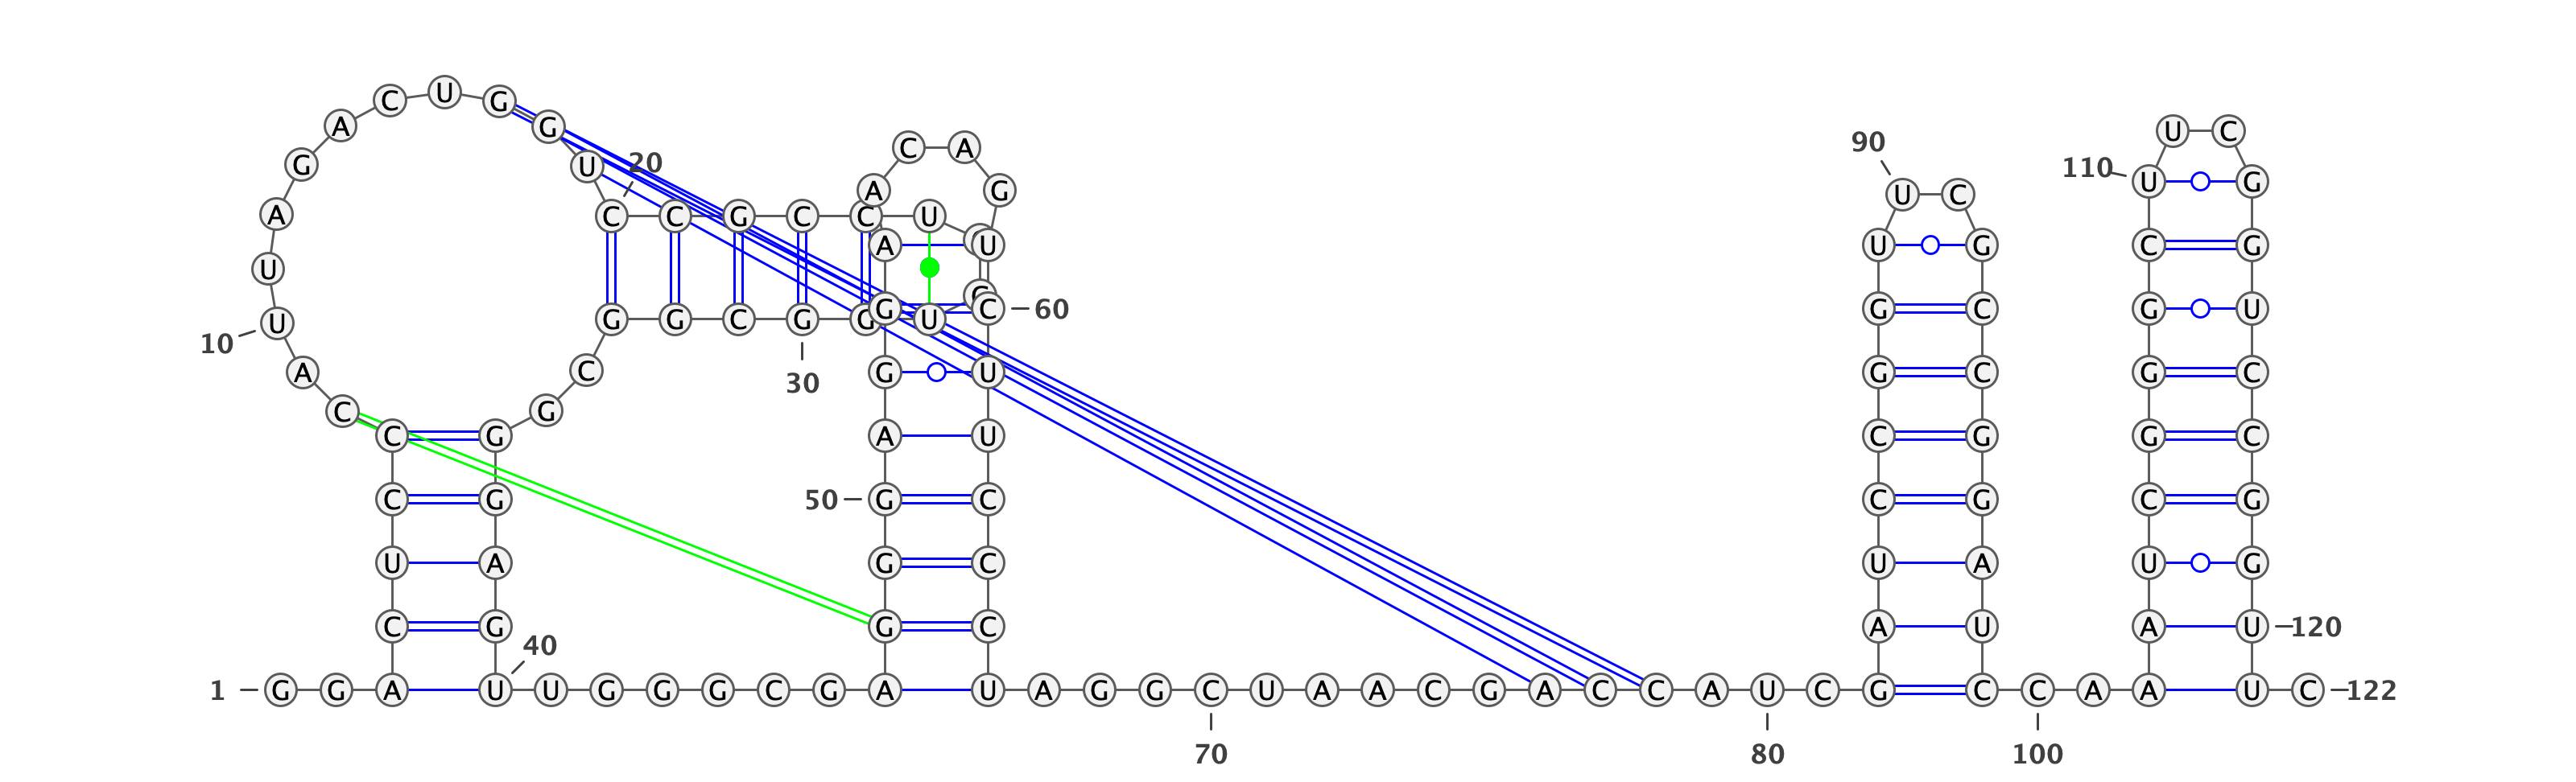 U C
C U G
A G
G U 20
C A
A A G
C C G C C U
U A U
10 U G U C 60
C G G C G G
30
A C G U
C G C G
C G 50 G C
U A G C
C G G C
1 G G A U 40 U G G G C G A U A G G C U A A C G A C C A U C G C C A A U C 122
70 80 100
90 U C
U G
G C
G C
C G
C G
U A
A U
110 U G
C G
G U
G C
G C
C G
U G
A U 120